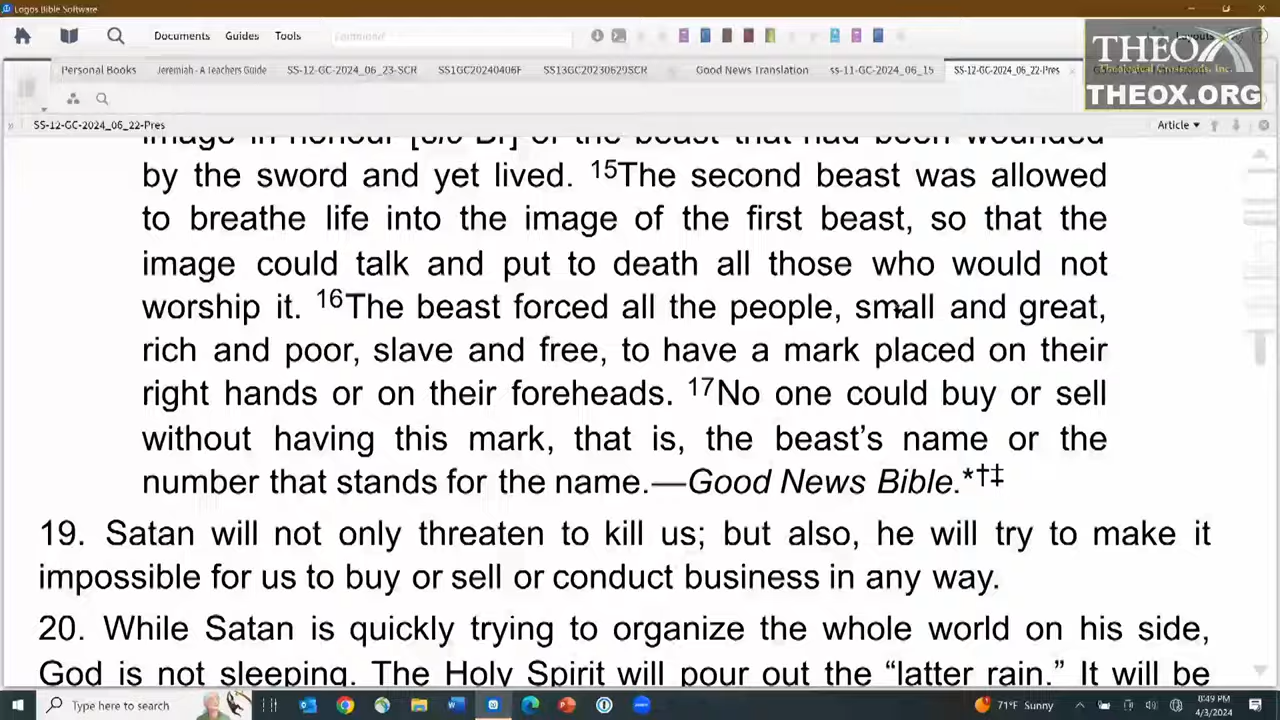 Logos Bible Software
Documents Guides Tools Command
THEOX
Theological Crossroads, Inc.
THEOX.ORG
Personal Books Jeremiah - A Teachers Guide Good News Translation ss-11-GC-2024_06_15 SS-12-GC-2024_06_22-Pres
SS-12-GC-2024_06_22-Pres Article
by the sword and yet lived. 15The second beast was allowed
to breathe life into the image of the first beast, so that the
image could talk and put to death all those who would not
worship it. 16The beast forced all the people, small and great,
rich and poor, slave and free, to have a mark placed on their
right hands or on their foreheads. 17No one could buy or sell
without having this mark, that is, the beast’s name or the
number that stands for the name.—Good News Bible.*†‡
19. Satan will not only threaten to kill us; but also, he will try to make it
impossible for us to buy or sell or conduct business in any way.
20. While Satan is quickly trying to organize the whole world on his side,
God is not sleeping. The Holy Spirit will pour out the “latter rain.” It will be
Type here to search 71°F Sunny 8:49 PM
4/3/2024